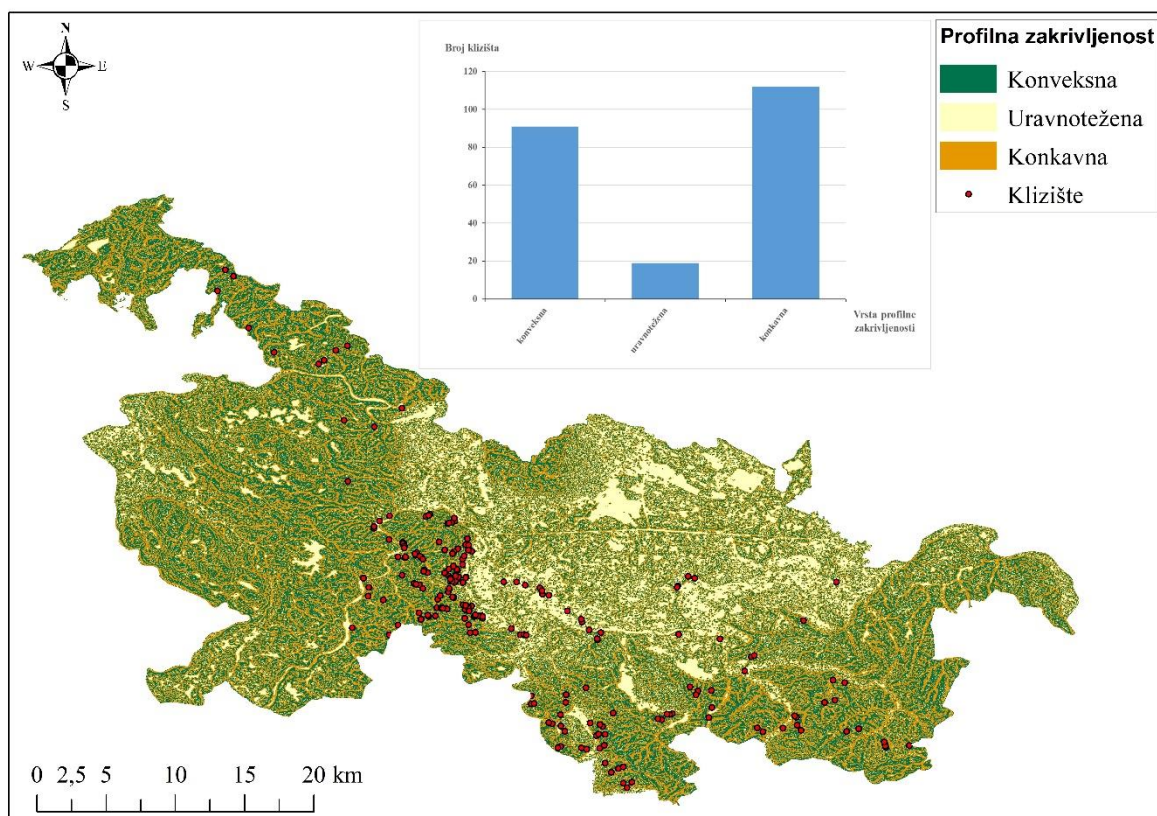 N
W
E
S
Broj klizišta
120
100
80
60
40
20
0
konveksna
uravnotežena
konkavna
Vrsta profilne
zakrivljenosti
Profilna zakrivljenost
Konveksna
Uravnotežena
Konkavna
Klizište
0 2,5 5 10 15 20 km